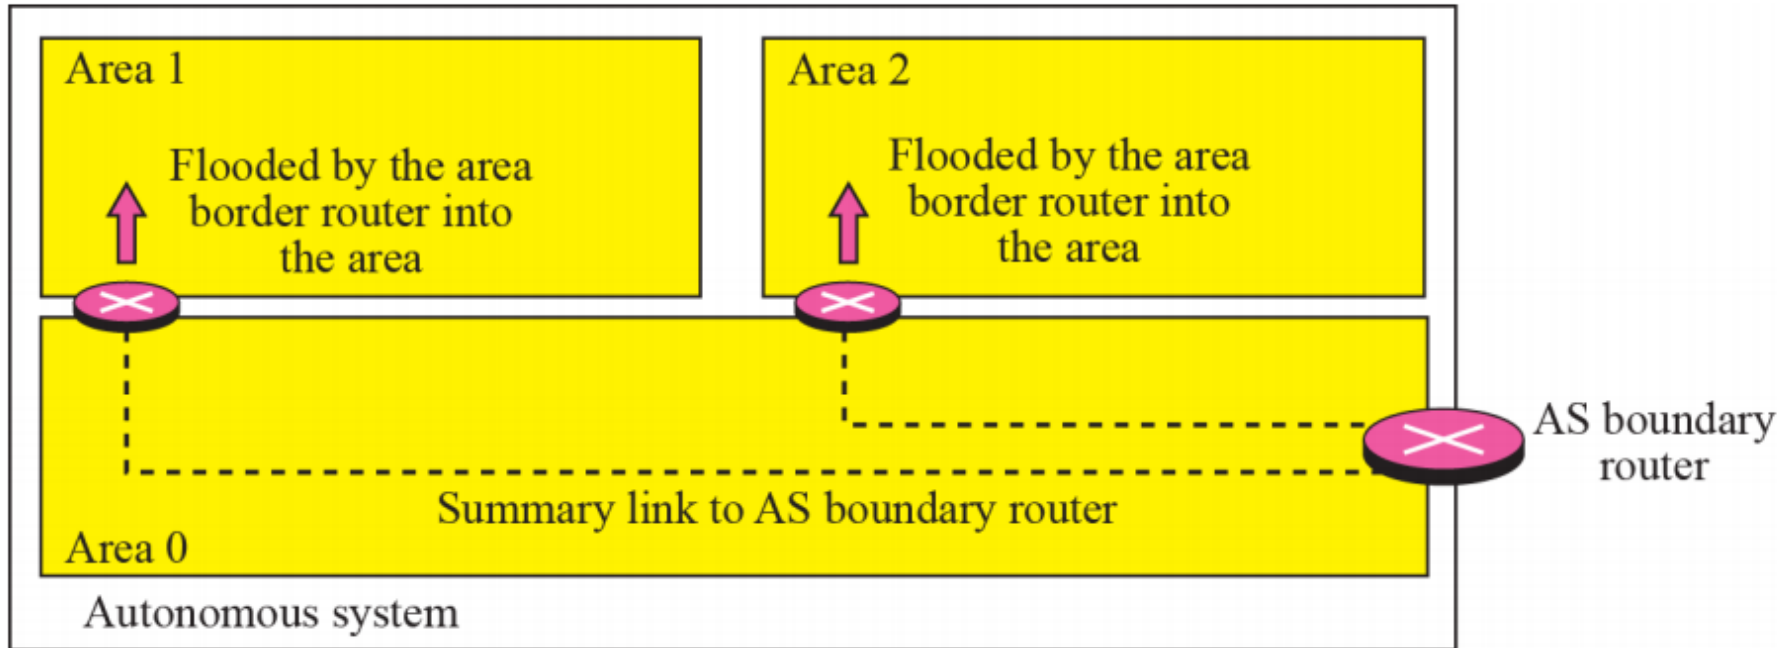 Area 1
Flooded by the area
border router into
the area
Area 2
Flooded by the area
border router into
the area
AS boundary
router
Summary link to AS boundary router
Area 0
Autonomous system